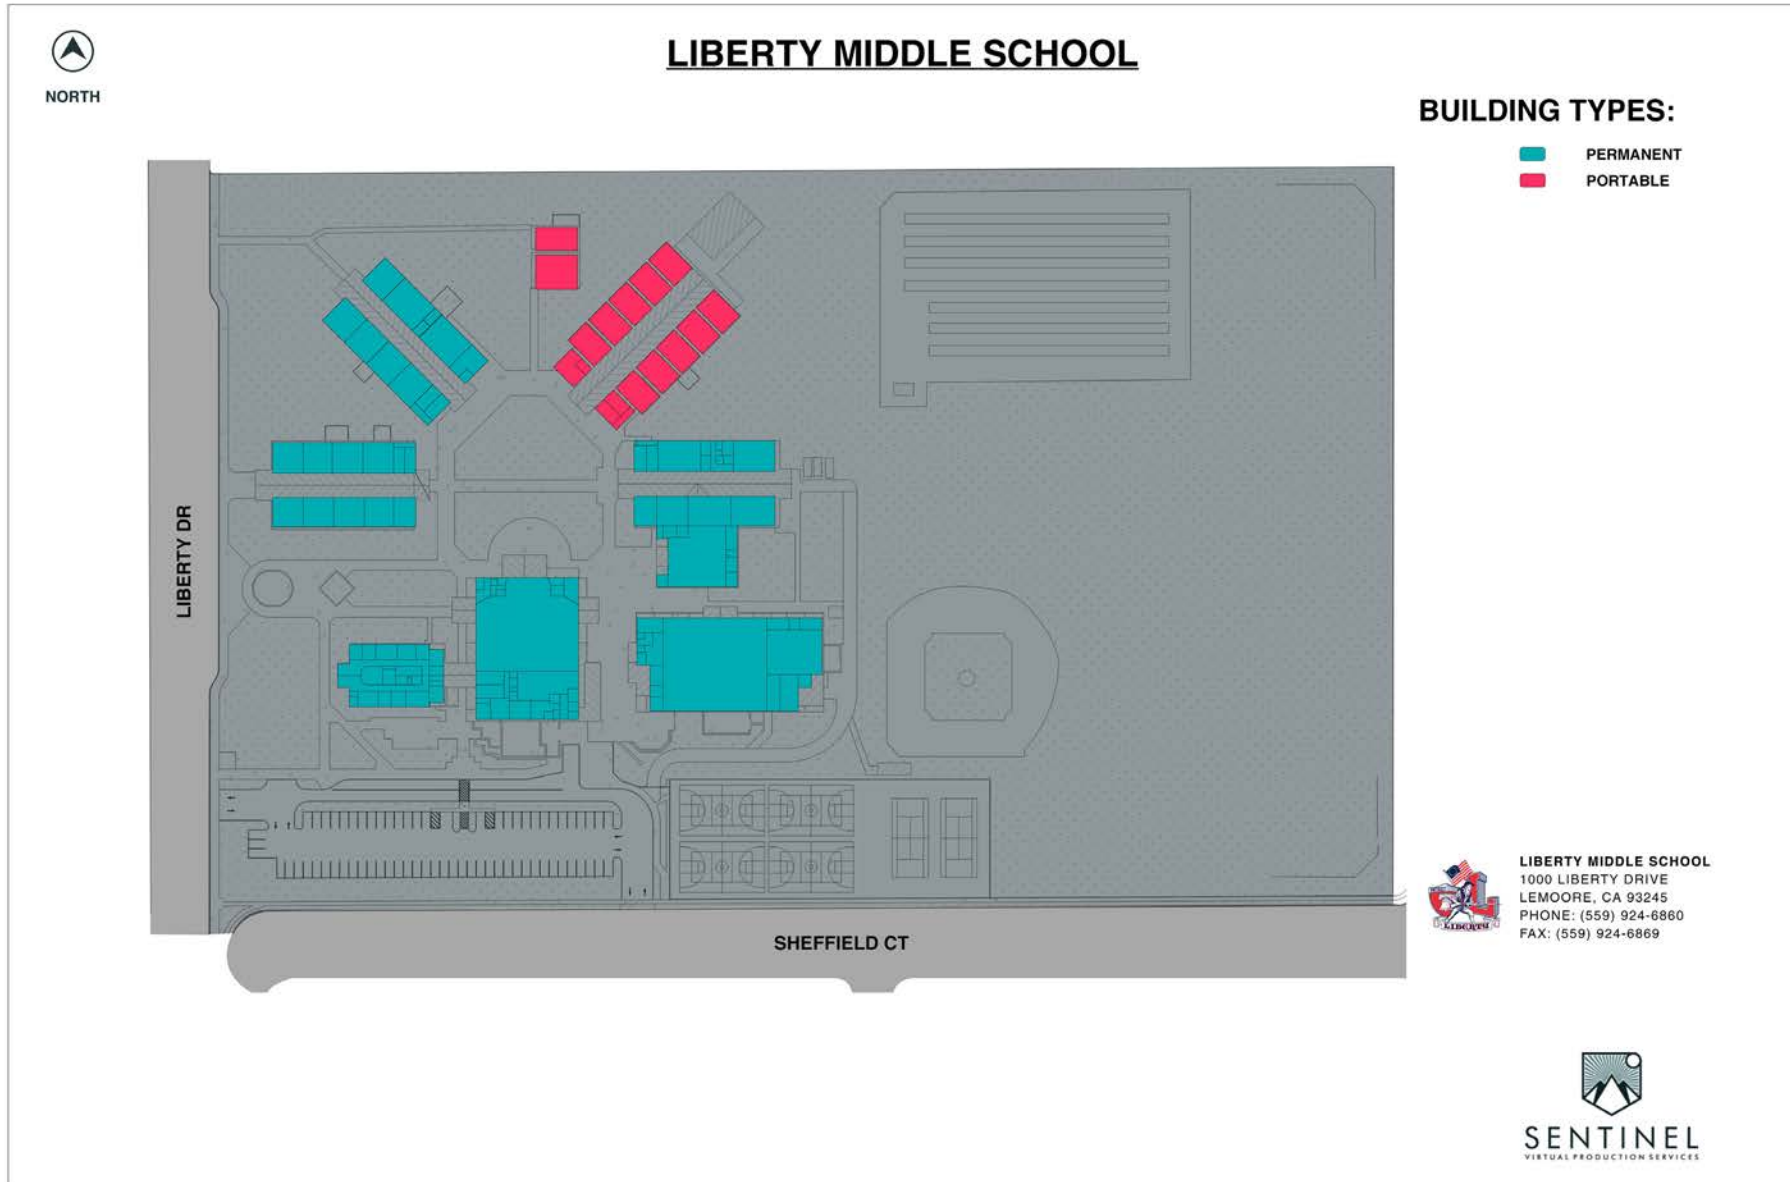 NORTH
LIBERTY MIDDLE SCHOOL
BUILDING TYPES:
PERMANENT
PORTABLE
LIBERTY DR
SHEFFIELD CT
LIBERTY
LIBERTY MIDDLE SCHOOL
1000 LIBERTY DRIVE
LEMOORE, CA 93245
PHONE: (559) 924-6860
FAX: (559) 924-6869
SENTINEL
VIRTUAL PRODUCTION SERVICES